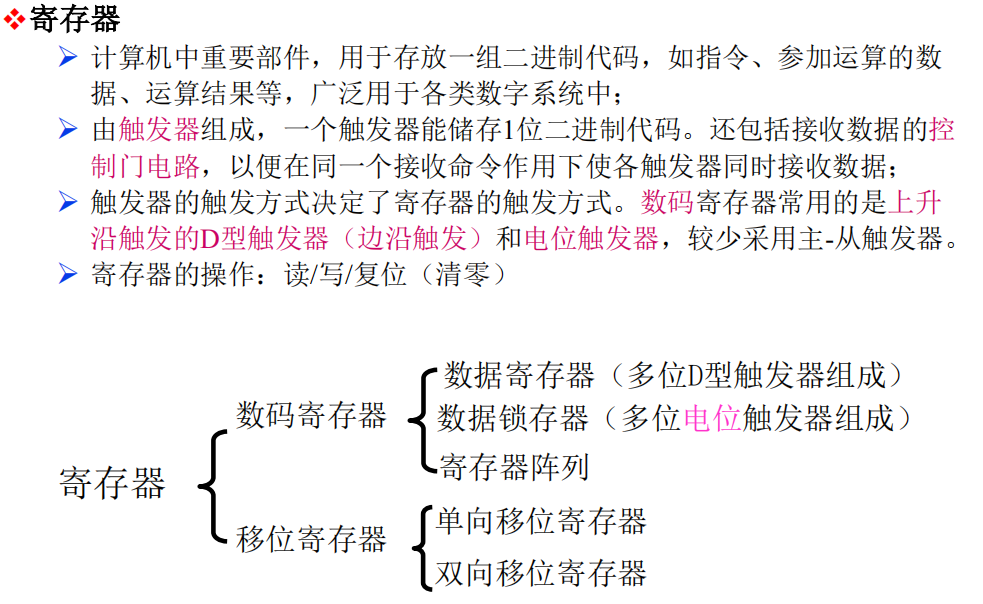 寄存器
计算机中重要部件，用于存放一组二进制代码，如指令、参加运算的数
据、运算结果等，广泛用于各类数字系统中；
由触发器组成，一个触发器能储存1位二进制代码。还包括接收数据的控
制门电路，以便在同一个接收命令作用下使各触发器同时接收数据；
触发器的触发方式决定了寄存器的触发方式。数码寄存器常用的是上升
沿触发的D型触发器（边沿触发）和电位触发器，较少采用主-从触发器。
寄存器的操作：读/写/复位（清零）
数据寄存器（多位D型触发器组成）
数码寄存器
数据锁存器（多位电位触发器组成）
寄存器阵列
寄存器
单向移位寄存器
移位寄存器
双向移位寄存器